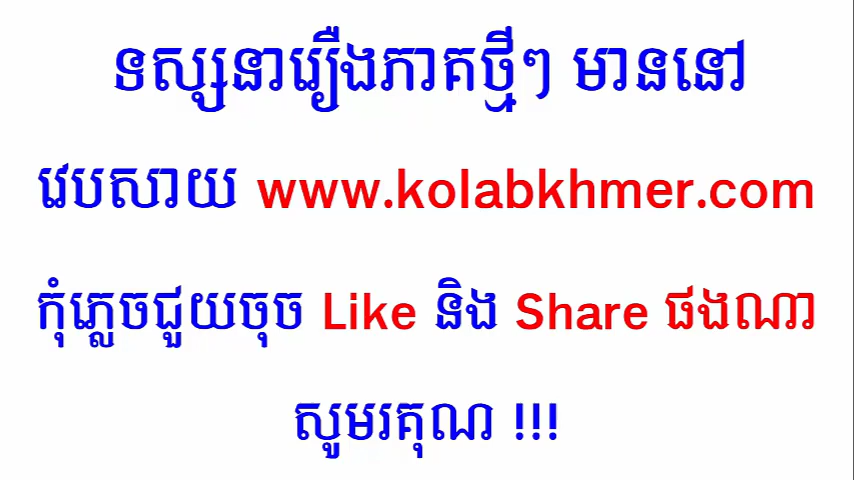 ទស្សនារឿងភាគថ្មីៗ មាននៅ
វេបសាយ www.kolabkhmer.com
កុំភ្លេចជួយចុច Like និង Share ផងណា
សូមរគុណ !!!